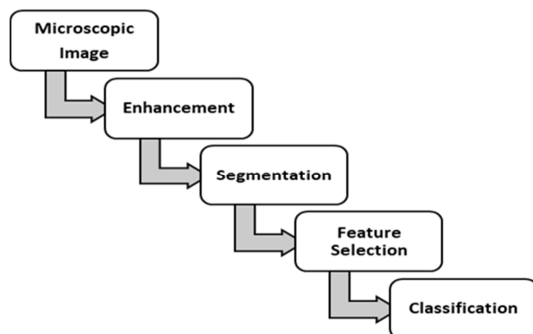 Microscopic
Image
Enhancement
Segmentation
Feature
Selection
Classification